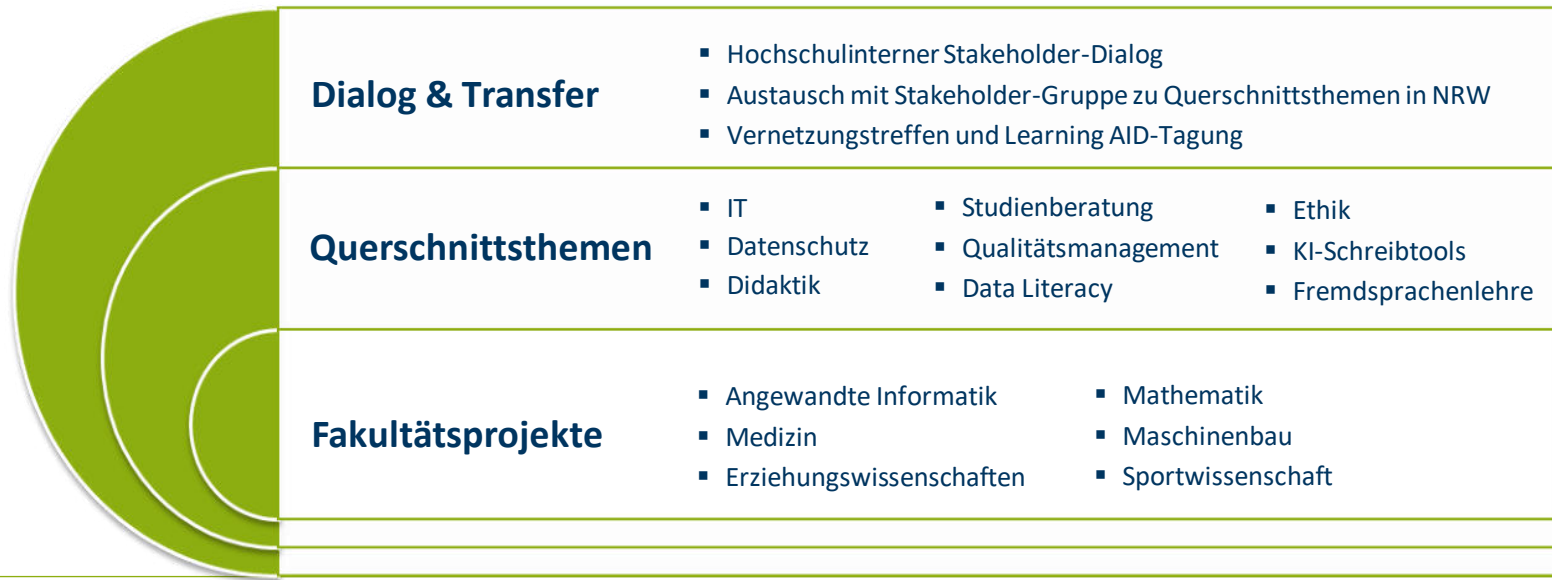 Dialog & Transfer
▪ Hochschulinterner Stakeholder-Dialog
▪ Austausch mit Stakeholder-Gruppe zu Querschnittsthemen in NRW
▪ Vernetzungstreffen und Learning AID-Tagung
Querschnittsthemen
▪ IT
▪ Datenschutz
▪ Didaktik
▪ Studienberatung
▪ Qualitätsmanagement
▪ Data Literacy
▪ Ethik
▪ KI-Schreibtools
▪ Fremdsprachenlehre
Fakultätsprojekte
▪ Angewandte Informatik
▪ Medizin
▪ Erziehungswissenschaften
▪ Mathematik
▪ Maschinenbau
▪ Sportwissenschaft